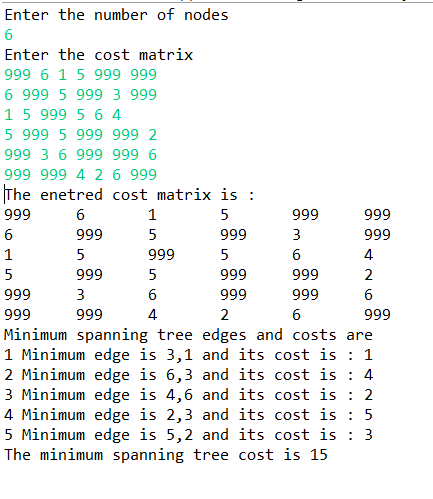 Enter the number of nodes
6
Enter the cost matrix
999 6 1 5 999 999
6 999 5 999 3 999
1 5 999 5 6 4
5 999 5 999 999 2
999 3 6 999 999 6
999 999 4 2 6 999
The enetred cost matrix is :
999 6 1 5 999 999
6 999 5 999 3 999
1 5 999 5 6 4
5 999 5 999 999 2
999 3 6 999 999 6
999 999 4 2 6 999
Minimum spanning tree edges and costs are
1 Minimum edge is 3,1 and its cost is : 1
2 Minimum edge is 6,3 and its cost is : 4
3 Minimum edge is 4,6 and its cost is : 2
4 Minimum edge is 2,3 and its cost is : 5
5 Minimum edge is 5,2 and its cost is : 3
The minimum spanning tree cost is 15